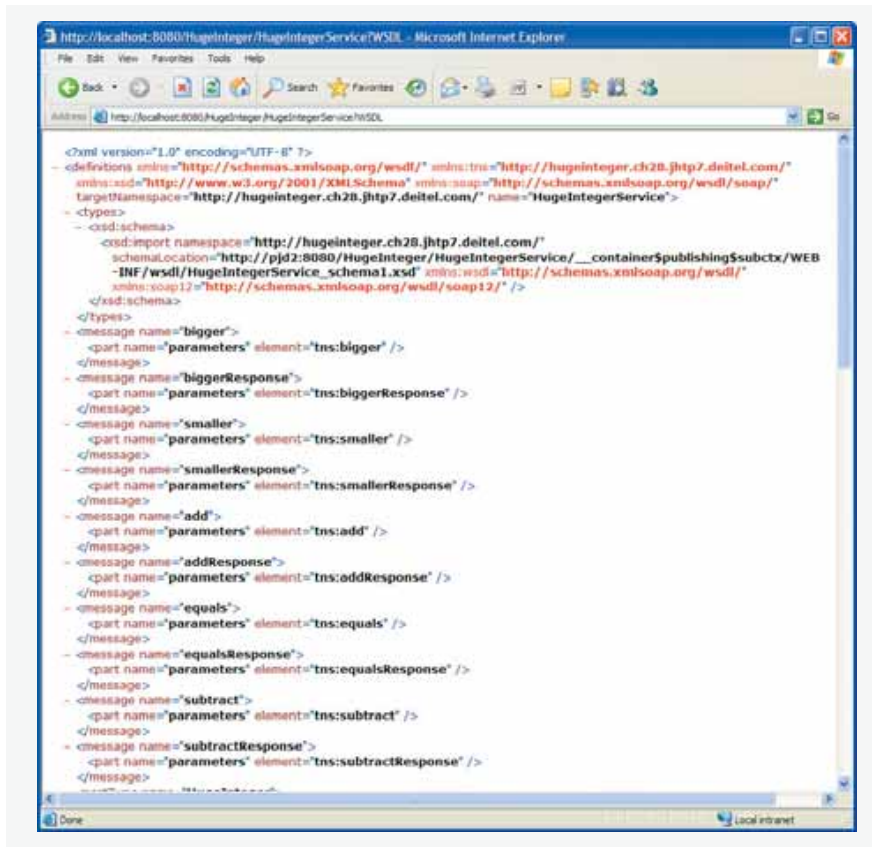 http://localhost:8080/HugeInteger/HugeIntegerService?WSDL - Microsoft Internet Explorer
File Edit View Favorites Tools Help
Back Search Favorites
Address http://localhost:8080/HugeInteger/HugeIntegerService?WSDL Go
<?xml version="1.0" encoding="UTF-8" ?>
- <definitions xmlns="http://schemas.xmlsoap.org/wsdl/" xmlns:tns="http://hugeinteger.ch28.jhtp7.deitel.com/"
xmlns:xsd="http://www.w3.org/2001/XMLSchema" xmlns:soap="http://schemas.xmlsoap.org/wsdl/soap/"
targetNamespace="http://hugeinteger.ch28.jhtp7.deitel.com/" name="HugeIntegerService">
- <types>
- <xsd:schema>
<xsd:import namespace="http://hugeinteger.ch28.jhtp7.deitel.com/"
schemaLocation="http://pjd2:8080/HugeInteger/HugeIntegerService/__container$publishing$subctx/WEB
-INF/wsdl/HugeIntegerService_schema1.xsd" xmlns:wsdl="http://schemas.xmlsoap.org/wsdl/"
xmlns:soap12="http://schemas.xmlsoap.org/wsdl/soap12/" />
</xsd:schema>
</types>
- <message name="bigger">
<part name="parameters" element="tns:bigger" />
</message>
- <message name="biggerResponse">
<part name="parameters" element="tns:biggerResponse" />
</message>
- <message name="smaller">
<part name="parameters" element="tns:smaller" />
</message>
- <message name="smallerResponse">
<part name="parameters" element="tns:smallerResponse" />
</message>
- <message name="add">
<part name="parameters" element="tns:add" />
</message>
- <message name="addResponse">
<part name="parameters" element="tns:addResponse" />
</message>
- <message name="equals">
<part name="parameters" element="tns:equals" />
</message>
- <message name="equalsResponse">
<part name="parameters" element="tns:equalsResponse" />
</message>
- <message name="subtract">
<part name="parameters" element="tns:subtract" />
</message>
- <message name="subtractResponse">
<part name="parameters" element="tns:subtractResponse" />
</message>
Done Local intranet